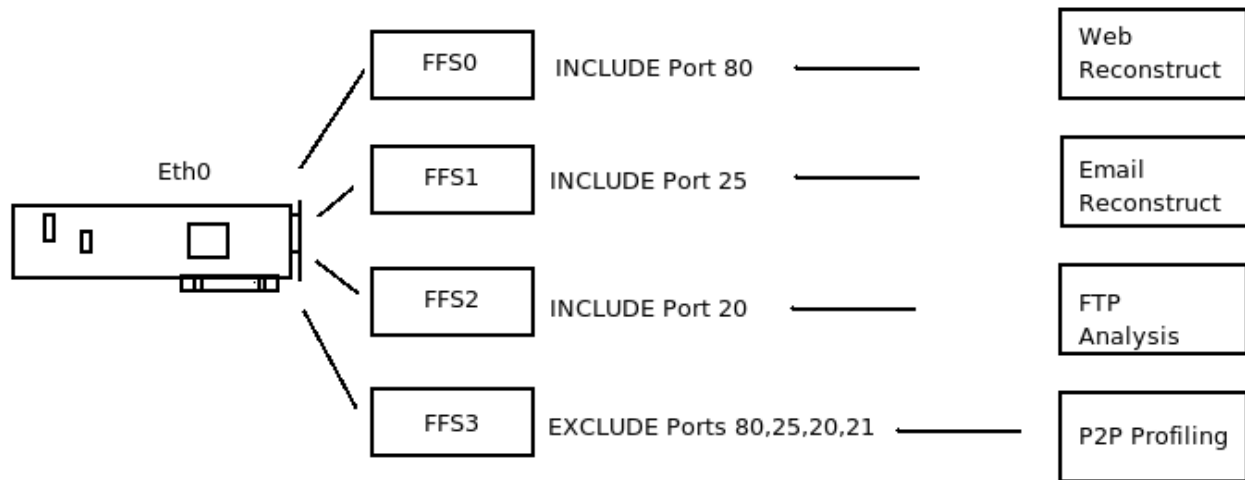 Eth0
FFS0
INCLUDE Port 80
Web
Reconstruct
FFS1
INCLUDE Port 25
Email
Reconstruct
FFS2
INCLUDE Port 20
FTP
Analysis
FFS3
EXCLUDE Ports 80,25,20,21
P2P Profiling